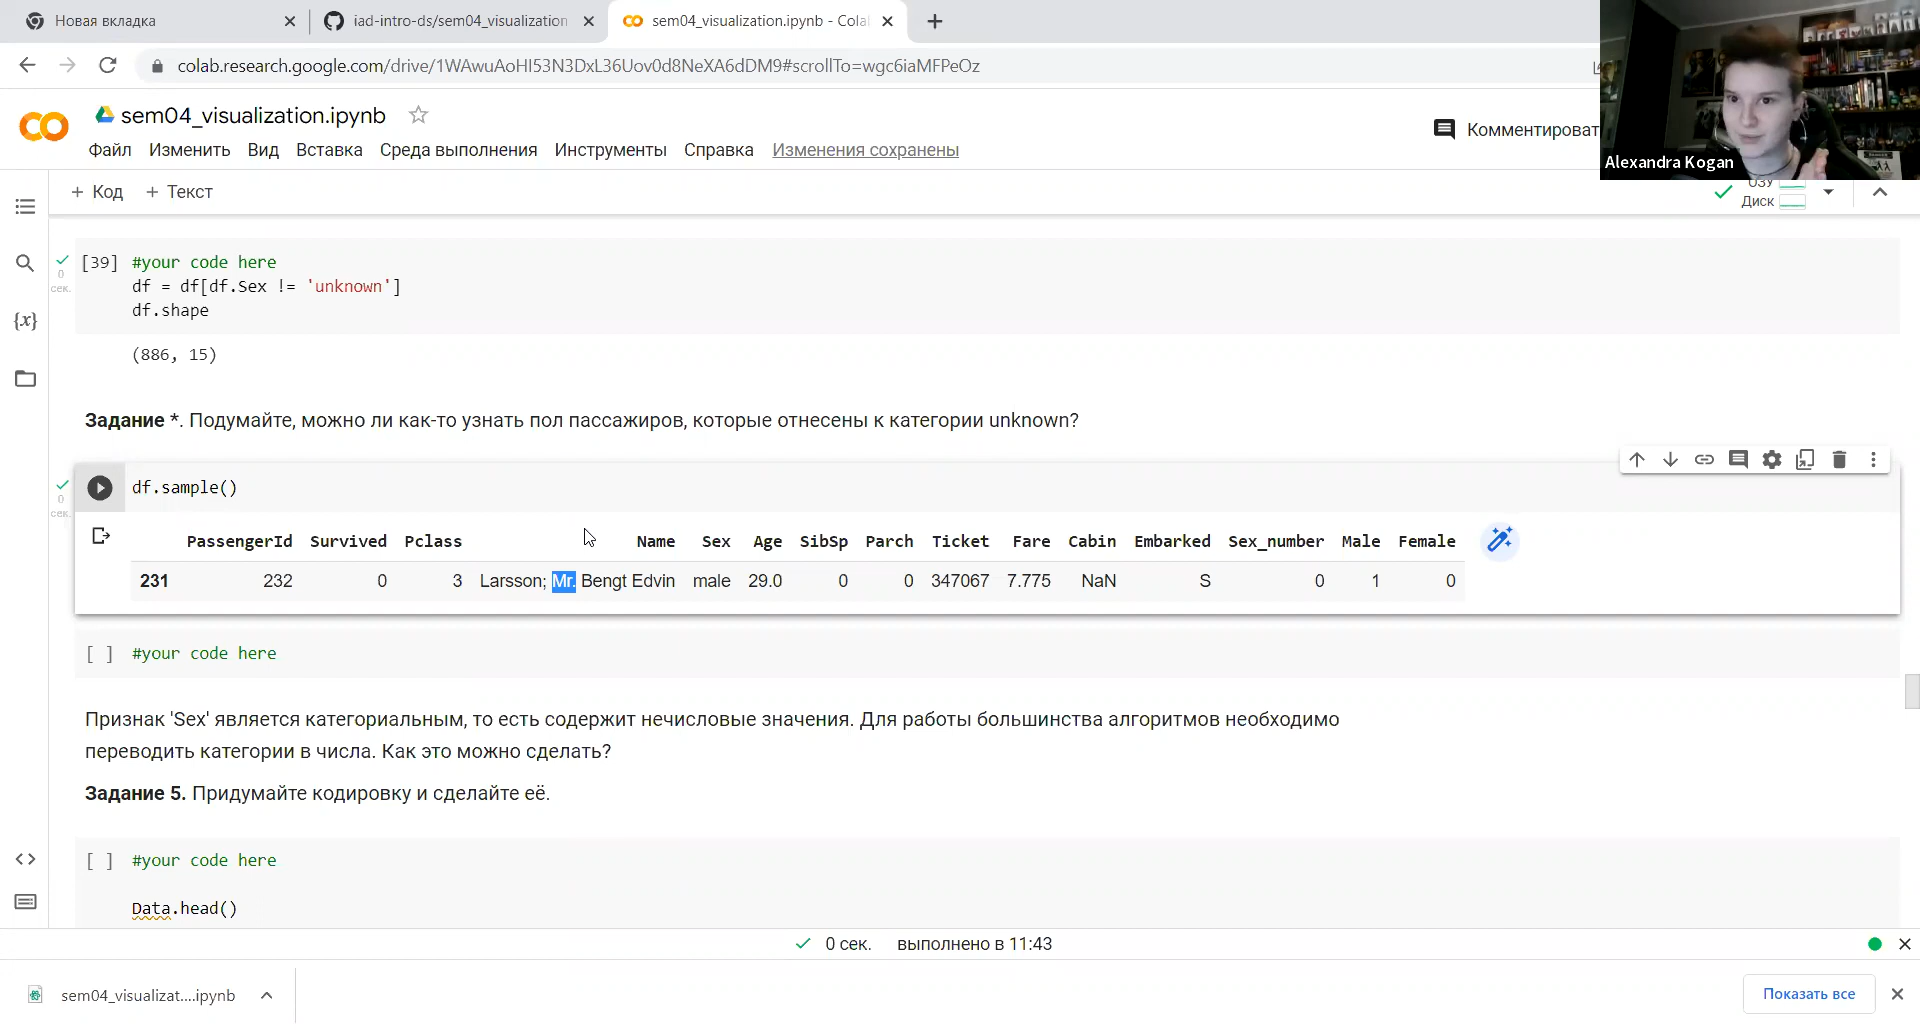 Новая вкладка
iad-intro-ds/sem04_visualization
sem04_visualization.ipynb - Cola
colab.research.google.com/drive/1WAwuAoHI53N3DxL36Uov0d8NeXA6dDM9#scrollTo=wgc6iaMFPeOz
sem04_visualization.ipynb
Комментироват
Файл Изменить Вид Вставка Среда выполнения Инструменты Справка Изменения сохранены
Alexandra Kogan
+ Код + Текст
ОЗУ
Диск
[39] #your code here
0
сек.
df = df[df.Sex != 'unknown']
df.shape
{x}
(886, 15)
Задание *. Подумайте, можно ли как-то узнать пол пассажиров, которые отнесены к категории unknown?
df.sample()
0
сек.
PassengerId Survived Pclass Name Sex Age SibSp Parch Ticket Fare Cabin Embarked Sex_number Male Female
231 232 0 3 Larsson; Mr. Bengt Edvin male 29.0 0 0 347067 7.775 NaN S 0 1 0
[ ] #your code here
Признак 'Sex' является категориальным, то есть содержит нечисловые значения. Для работы большинства алгоритмов необходимо
переводить категории в числа. Как это можно сделать?
Задание 5. Придумайте кодировку и сделайте её.
[ ] #your code here
Data.head()
0 сек. выполнено в 11:43
sem04_visualizat....ipynb
Показать все